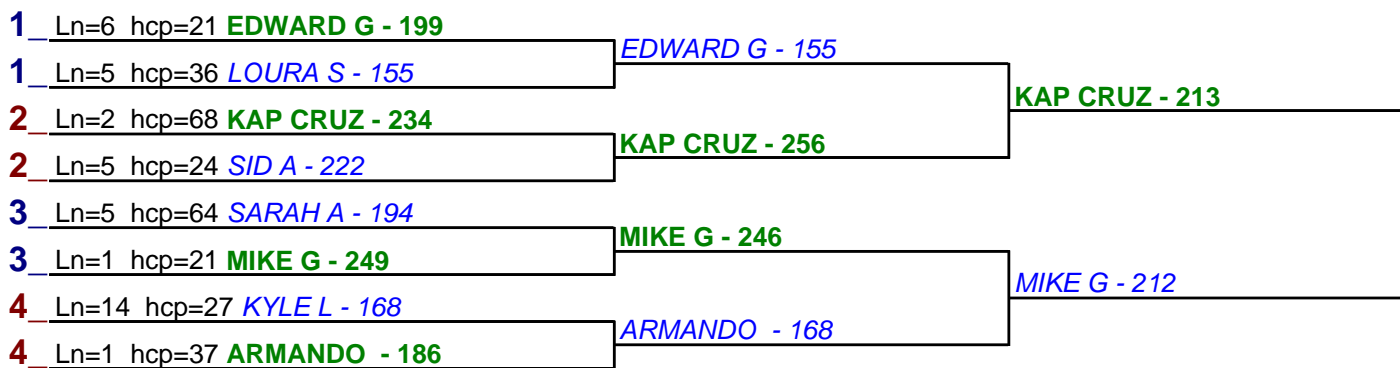 1_ Ln=6 hcp=21 EDWARD G - 199
EDWARD G - 155
1_ Ln=5 hcp=36 LOURA S - 155
KAP CRUZ - 213
2_ Ln=2 hcp=68 KAP CRUZ - 234
KAP CRUZ - 256
2_ Ln=5 hcp=24 SID A - 222
3_ Ln=5 hcp=64 SARAH A - 194
MIKE G - 246
3_ Ln=1 hcp=21 MIKE G - 249
MIKE G - 212
4_ Ln=14 hcp=27 KYLE L - 168
ARMANDO - 168
4_ Ln=1 hcp=37 ARMANDO - 186